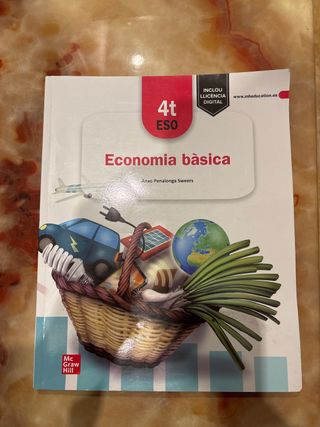 4t
ESO
INCLOU
LLICÈNCIA
DIGITAL
www.mheducation.es
Economia bàsica
Anxo Penalonga Sweers
Mc
Graw
Hill